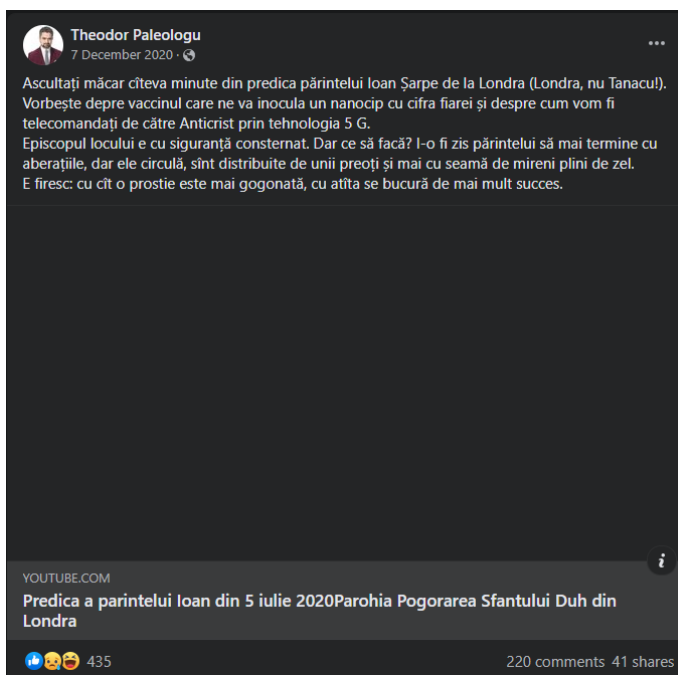 Theodor Paleologu
7 December 2020 ·
Ascultați măcar cîteva minute din predica părintelui Ioan Șarpe de la Londra (Londra, nu Tanacu!).
Vorbește depre vaccinul care ne va inocula un nanocip cu cifra fiarei și despre cum vom fi
telecomandați de către Anticrist prin tehnologia 5 G.
Episcopul locului e cu siguranță consternat. Dar ce să facă? I-o fi zis părintelui să mai termine cu
aberațiile, dar ele circulă, sînt distribuite de unii preoți și mai cu seamă de mireni plini de zel.
E firesc: cu cît o prostie este mai gogonată, cu atîta se bucură de mai mult succes.
YOUTUBE.COM
Predica a parintelui Ioan din 5 iulie 2020Parohia Pogorarea Sfantului Duh din
Londra
435
220 comments 41 shares